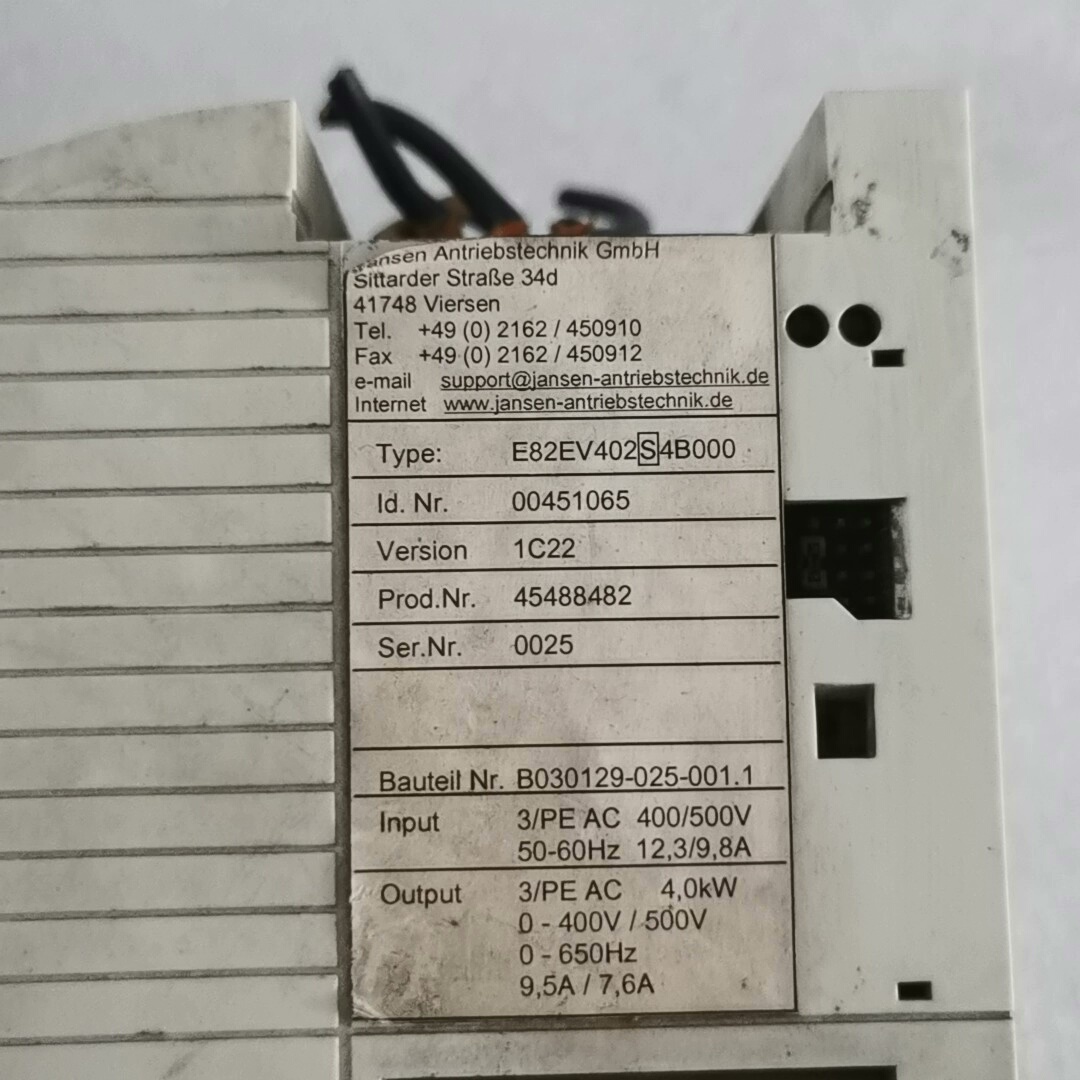 Jansen Antriebstechnik GmbH
Sittarder Straße 34d
41748 Viersen
Tel. +49 (0) 2162 / 450910
Fax +49 (0) 2162 / 450912
e-mail support@jansen-antriebstechnik.de
Internet www.jansen-antriebstechnik.de
Type: E82EV402S4B000
Id. Nr. 00451065
Version 1C22
Prod.Nr. 45488482
Ser.Nr. 0025
Bauteil Nr. B030129-025-001.1
Input 3/PE AC 400/500V
50-60Hz 12,3/9,8A
Output 3/PE AC 4,0kW
0 - 400V / 500V
0 - 650Hz
9,5A / 7,6A